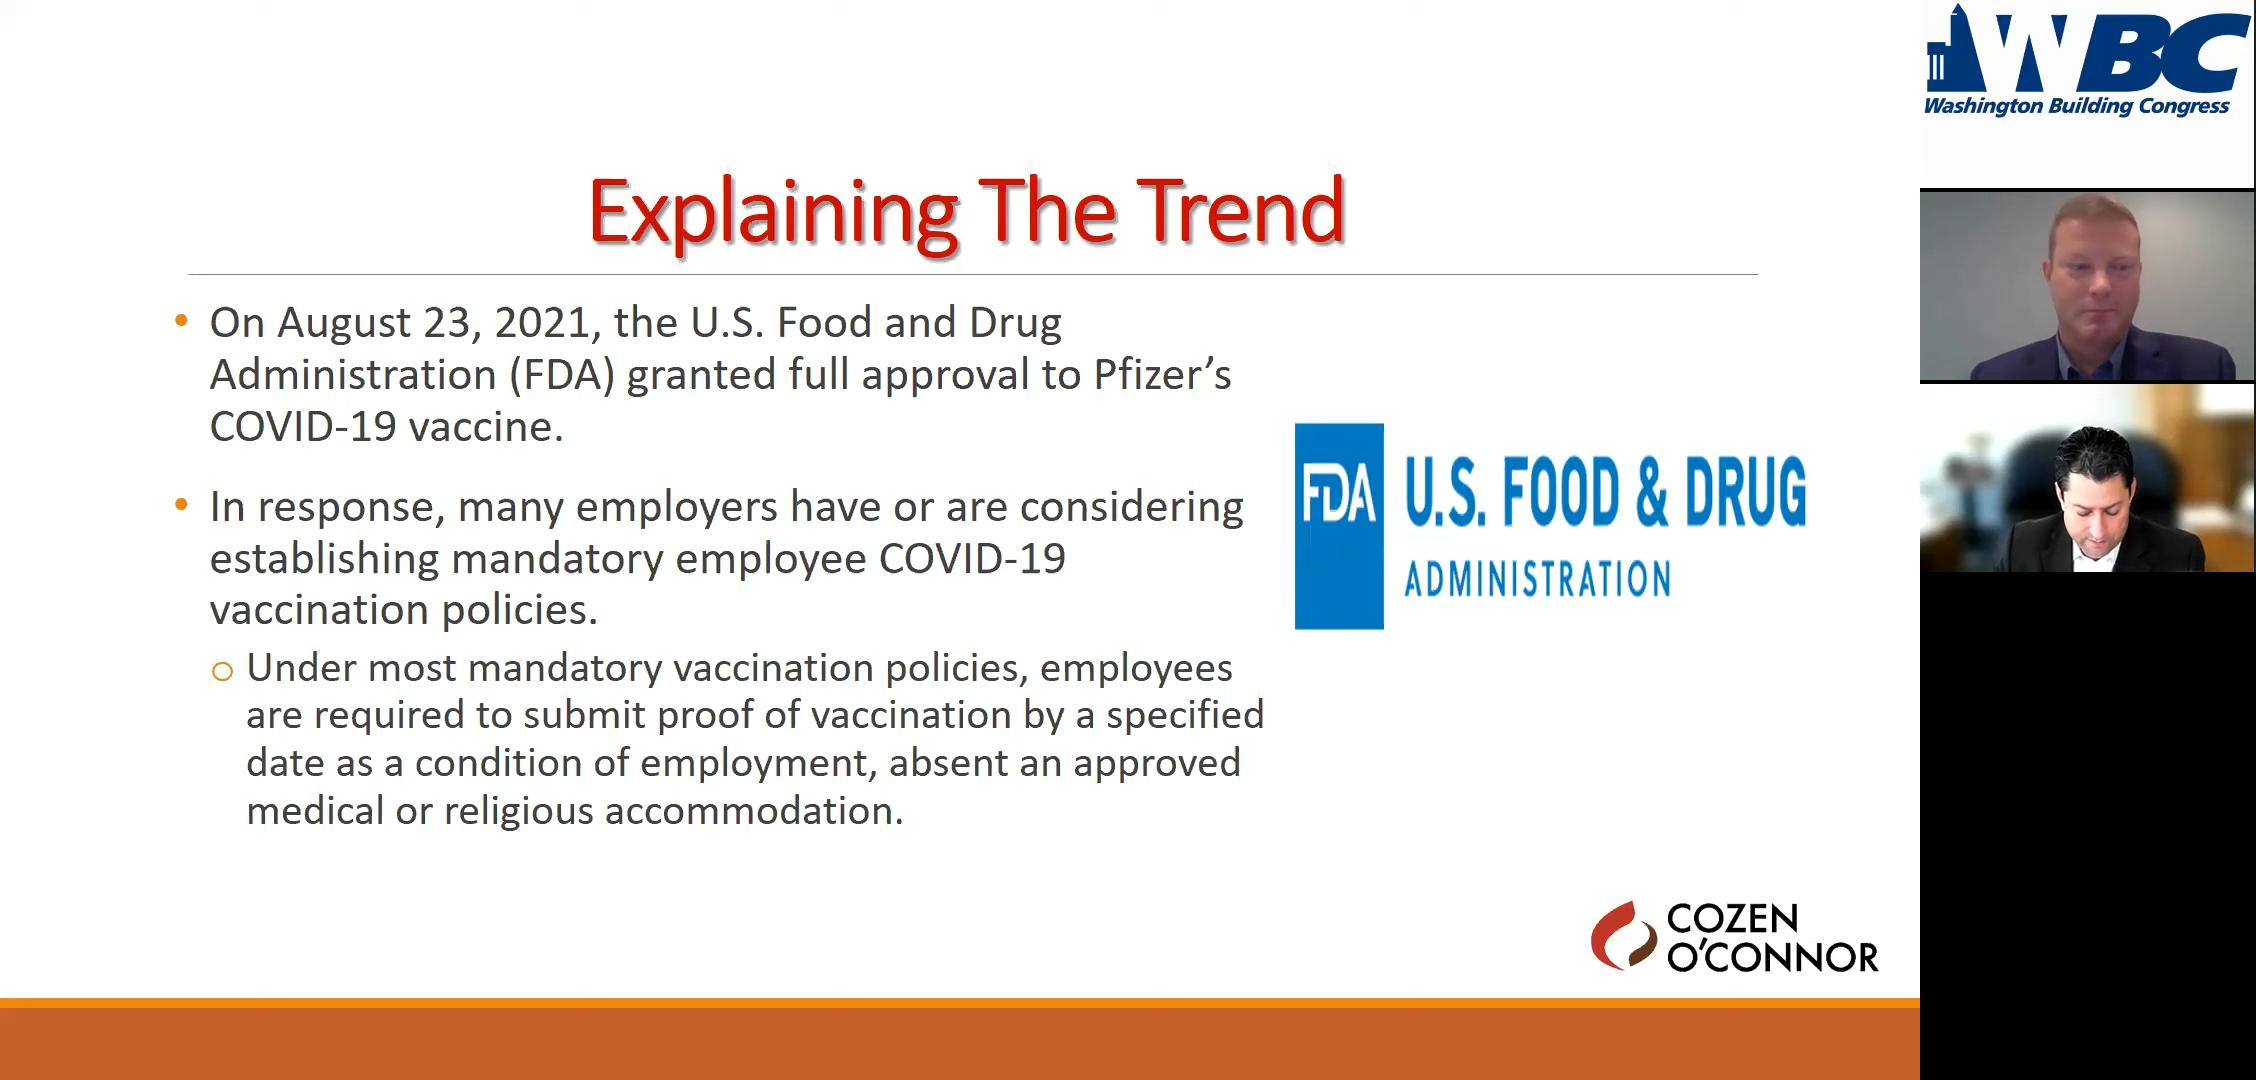 WBC
Washington Building Congress
Explaining The Trend
• On August 23, 2021, the U.S. Food and Drug
Administration (FDA) granted full approval to Pfizer’s
COVID-19 vaccine.
• In response, many employers have or are considering
establishing mandatory employee COVID-19
vaccination policies.
o Under most mandatory vaccination policies, employees
are required to submit proof of vaccination by a specified
date as a condition of employment, absent an approved
medical or religious accommodation.
FDA U.S. FOOD & DRUG
ADMINISTRATION
COZEN
O’CONNOR